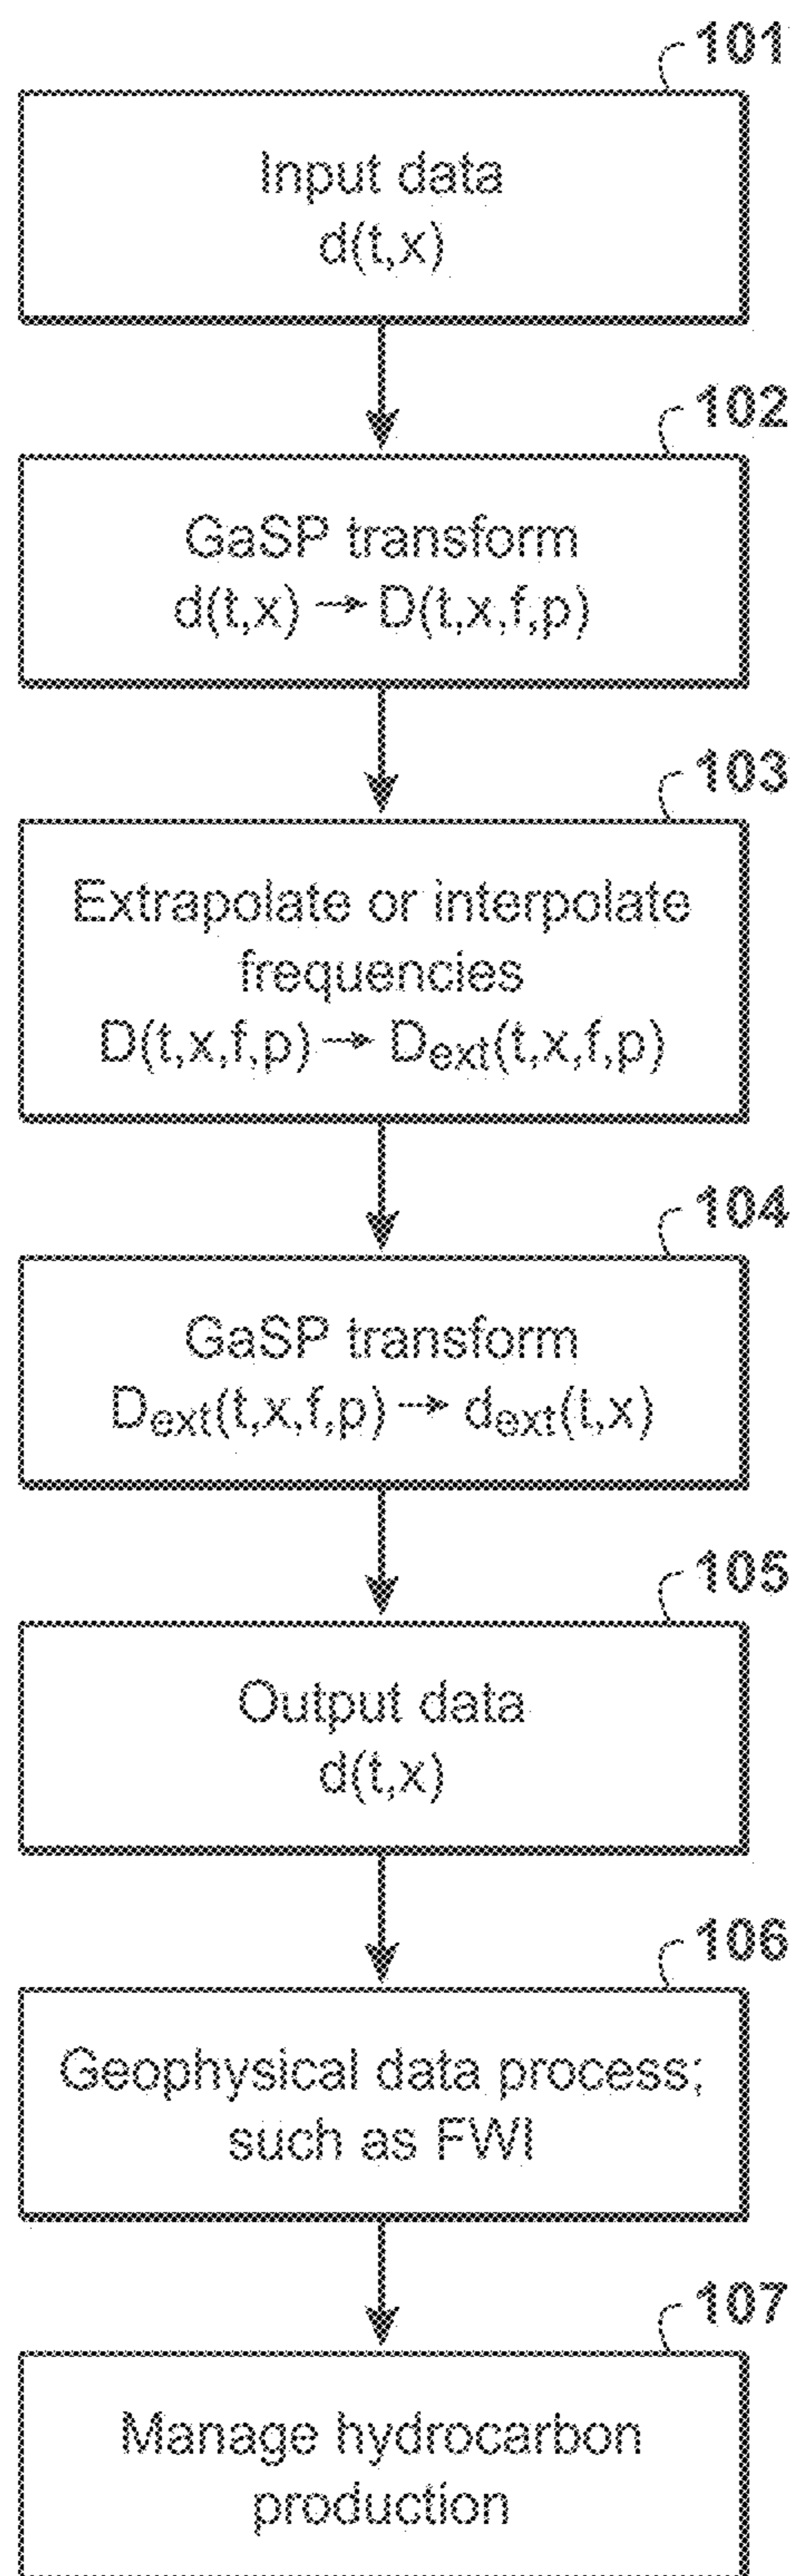 101
Input data
d(t,x)
102
GaSP transform
d(t,x) → D(t,x,f,p)
103
Extrapolate or interpolate
frequencies
D(t,x,f,p) → Dext(t,x,f,p)
104
GaSP transform
Dext(t,x,f,p) → dext(t,x)
105
Output data
d(t,x)
106
Geophysical data process;
such as FWI
107
Manage hydrocarbon
production